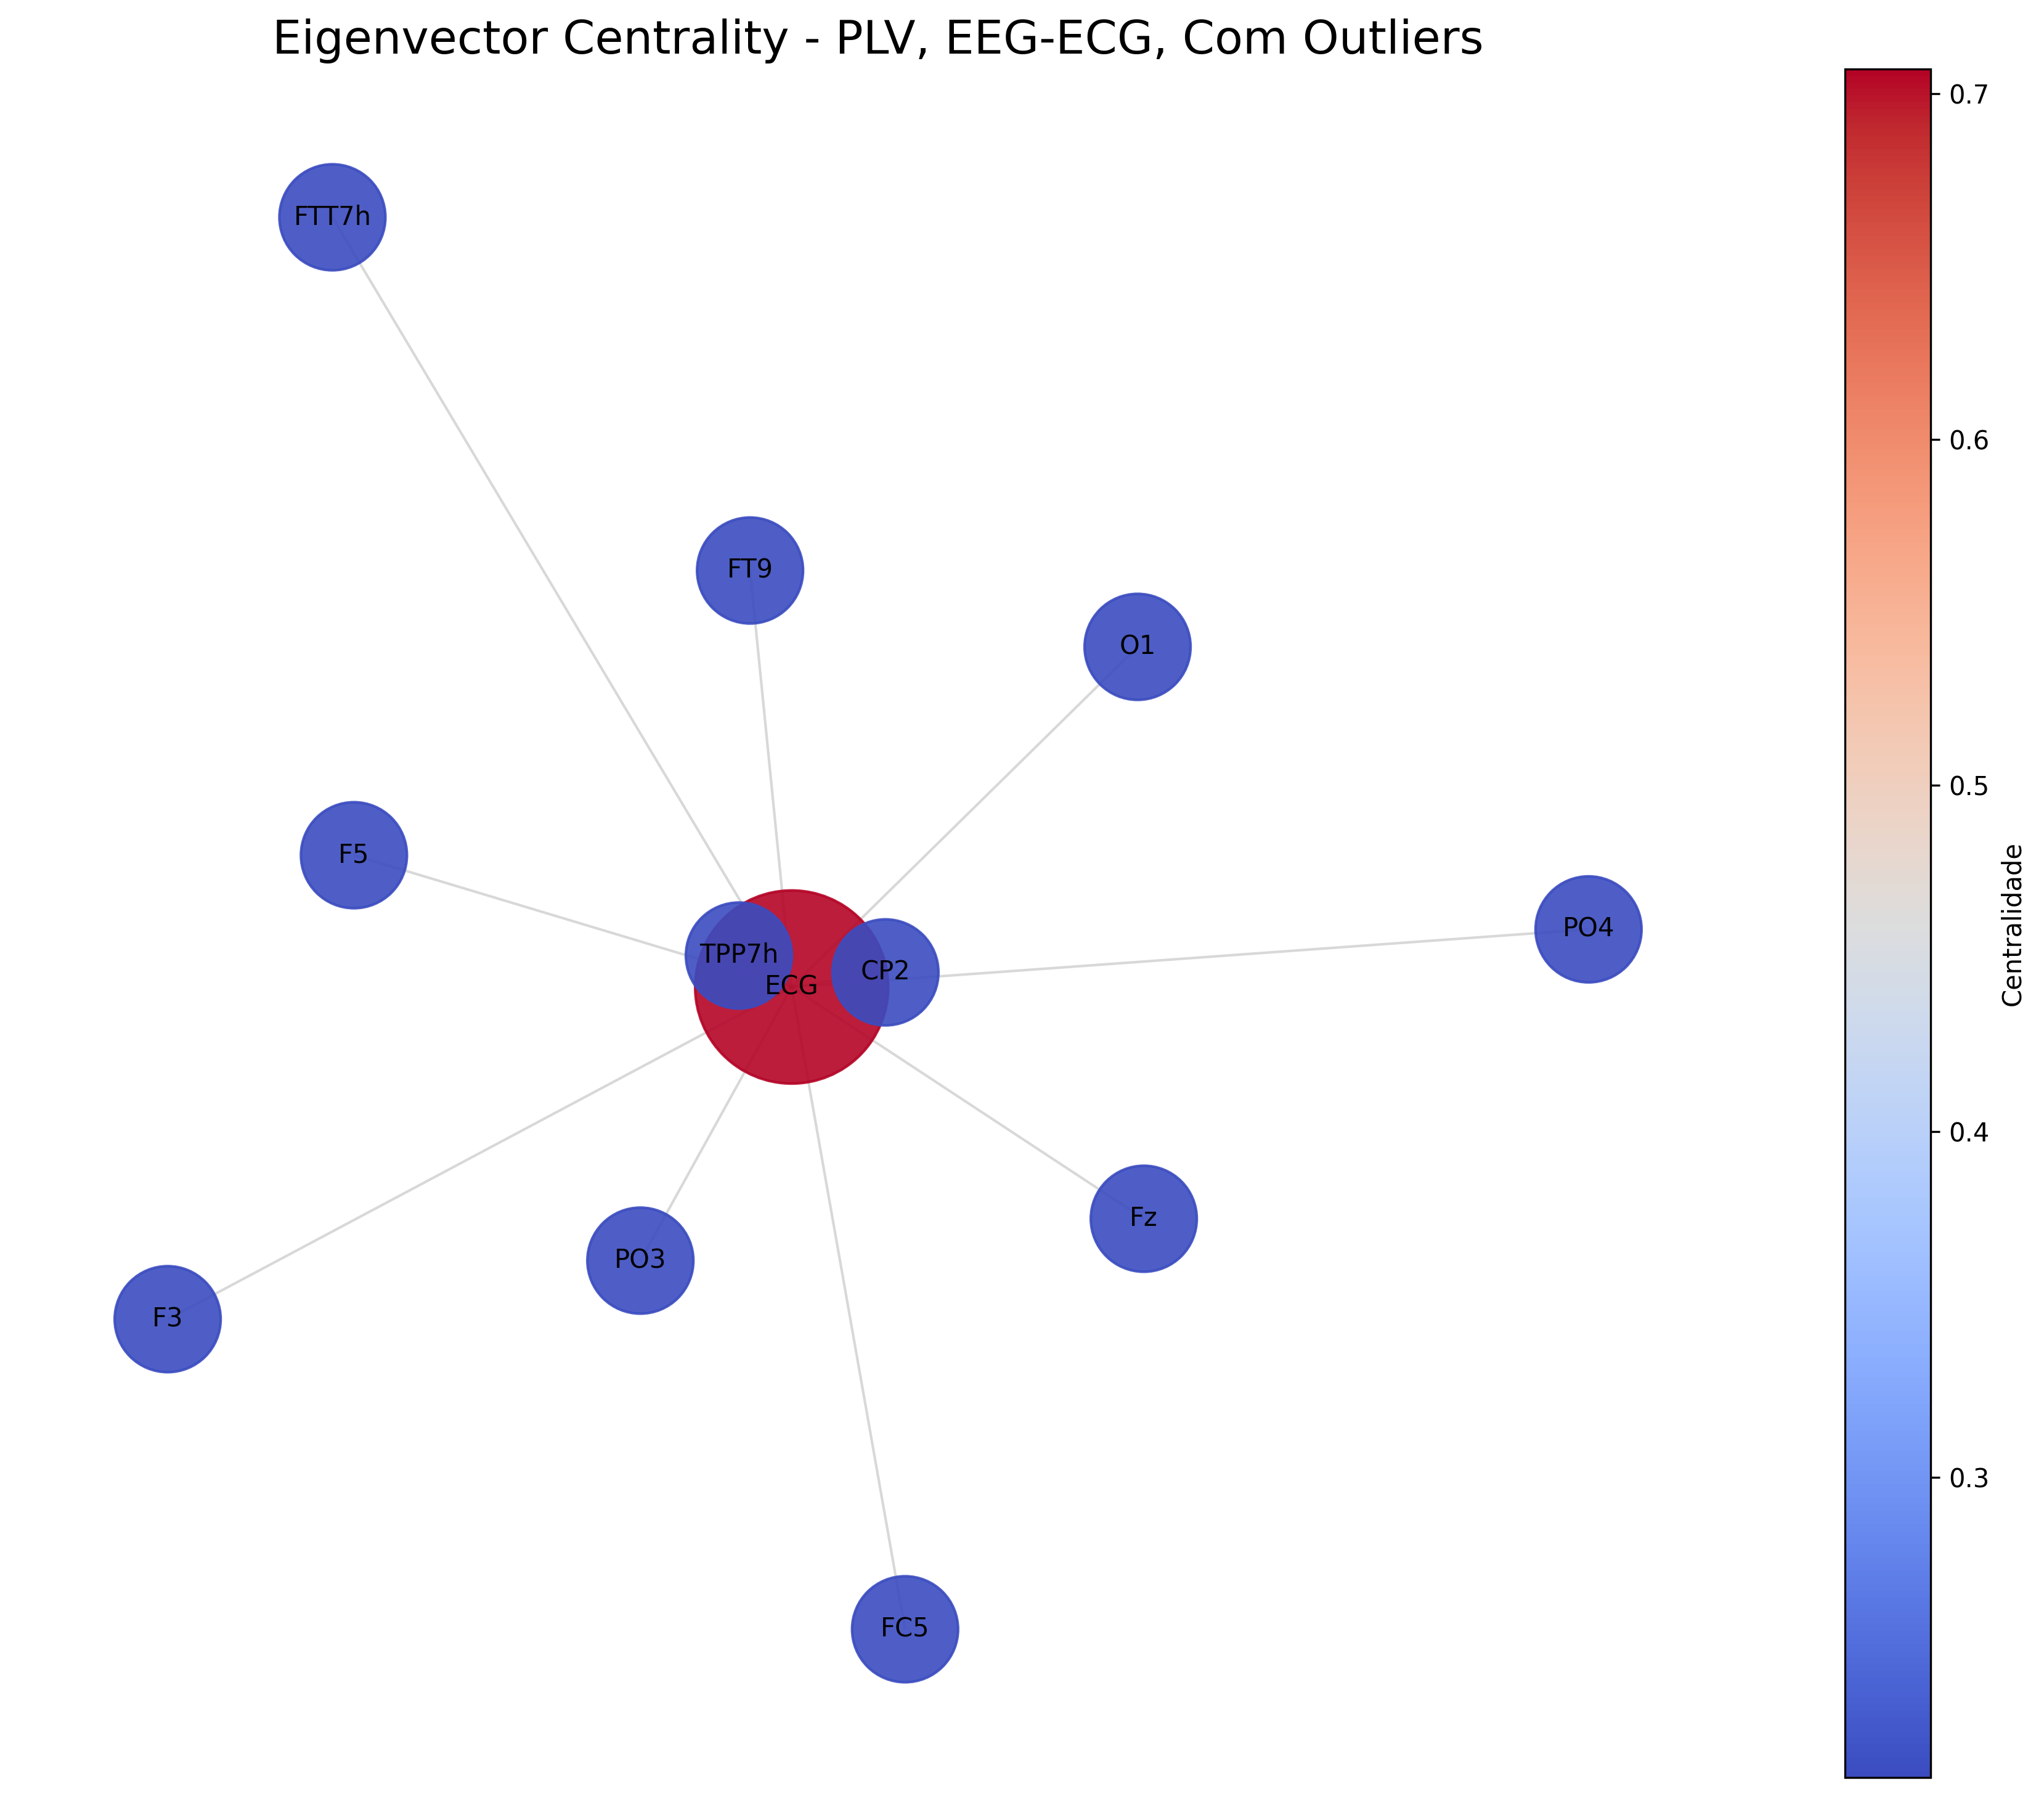 Eigenvector Centrality - PLV, EEG-ECG, Com Outliers
0.7
FTT7h
0.6
FT9
O1
0.5
F5
Centralidade
PO4
TPP7h
CP2
ECG
0.4
Fz
PO3
F3
0.3
FC5